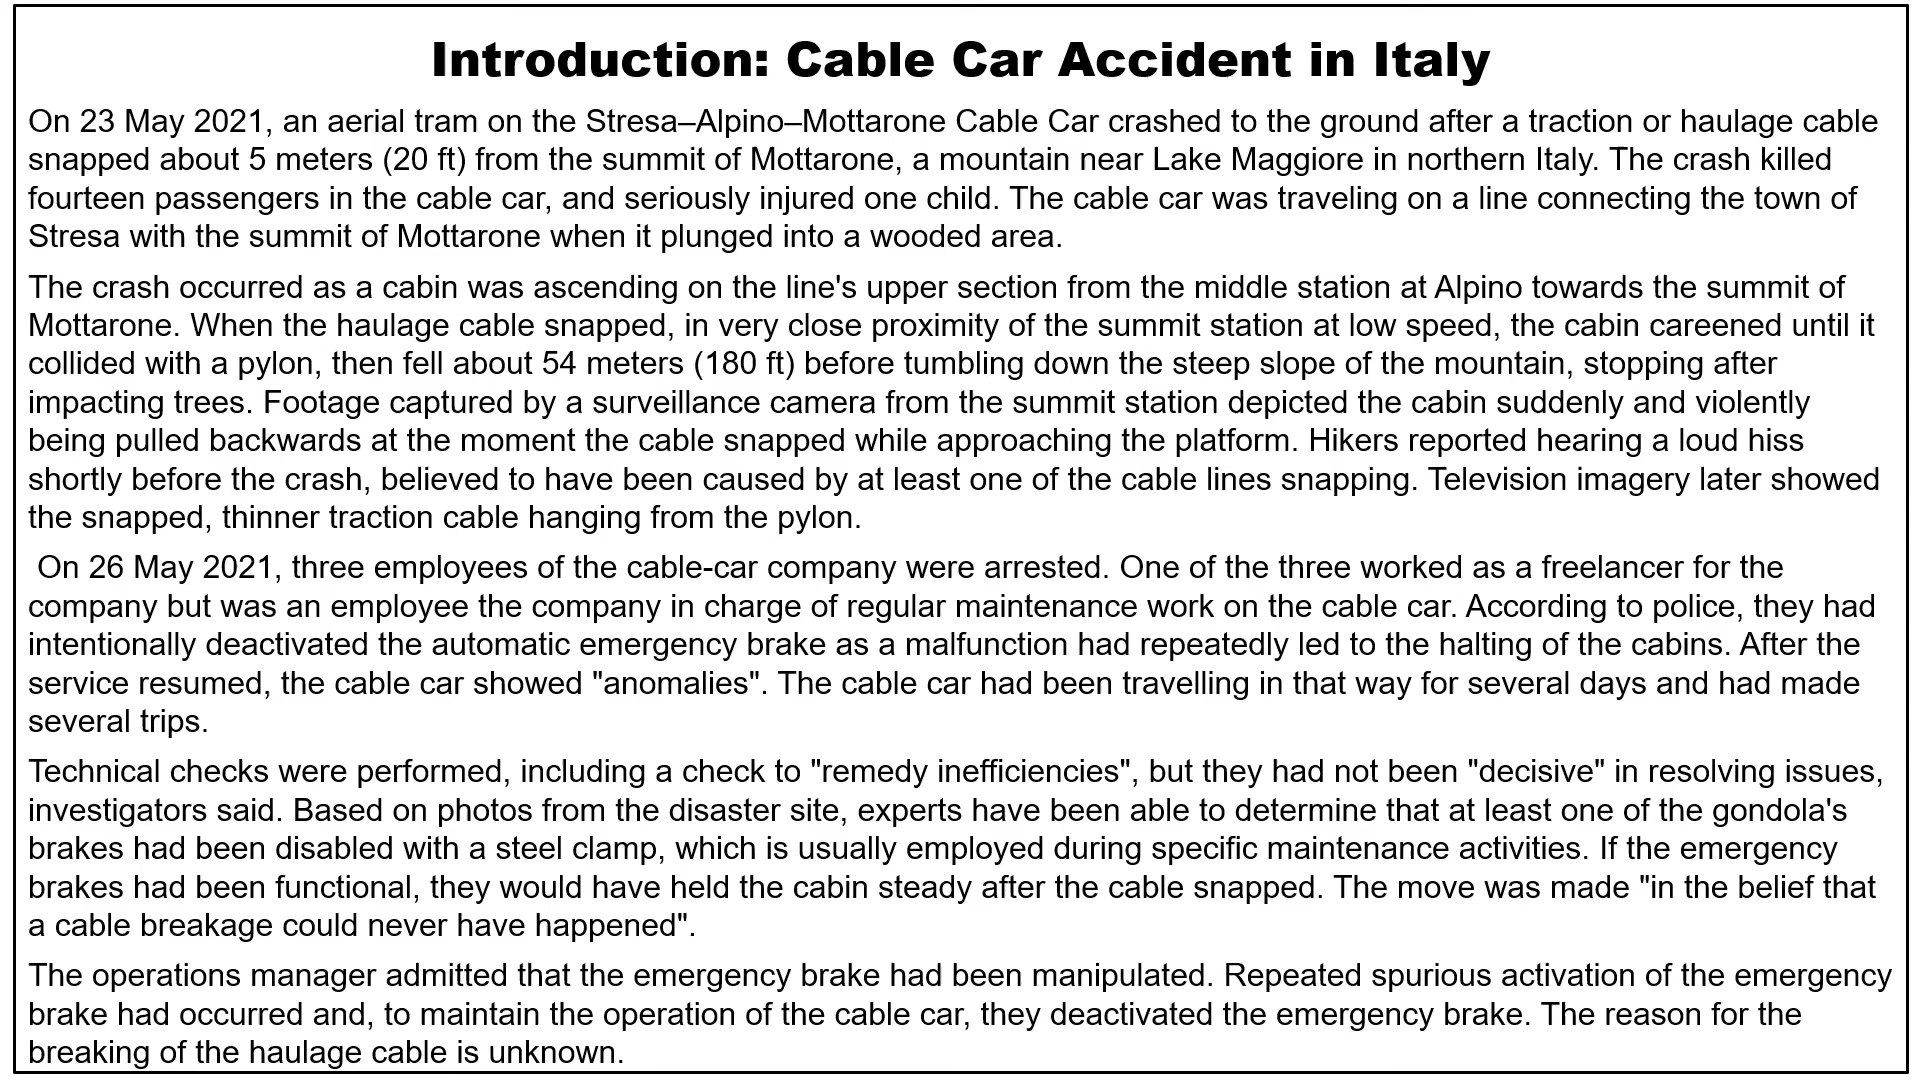 Introduction: Cable Car Accident in Italy
On 23 May 2021, an aerial tram on the Stresa–Alpino–Mottarone Cable Car crashed to the ground after a traction or haulage cable
snapped about 5 meters (20 ft) from the summit of Mottarone, a mountain near Lake Maggiore in northern Italy. The crash killed
fourteen passengers in the cable car, and seriously injured one child. The cable car was traveling on a line connecting the town of
Stresa with the summit of Mottarone when it plunged into a wooded area.
The crash occurred as a cabin was ascending on the line's upper section from the middle station at Alpino towards the summit of
Mottarone. When the haulage cable snapped, in very close proximity of the summit station at low speed, the cabin careened until it
collided with a pylon, then fell about 54 meters (180 ft) before tumbling down the steep slope of the mountain, stopping after
impacting trees. Footage captured by a surveillance camera from the summit station depicted the cabin suddenly and violently
being pulled backwards at the moment the cable snapped while approaching the platform. Hikers reported hearing a loud hiss
shortly before the crash, believed to have been caused by at least one of the cable lines snapping. Television imagery later showed
the snapped, thinner traction cable hanging from the pylon.
On 26 May 2021, three employees of the cable-car company were arrested. One of the three worked as a freelancer for the
company but was an employee the company in charge of regular maintenance work on the cable car. According to police, they had
intentionally deactivated the automatic emergency brake as a malfunction had repeatedly led to the halting of the cabins. After the
service resumed, the cable car showed "anomalies". The cable car had been travelling in that way for several days and had made
several trips.
Technical checks were performed, including a check to "remedy inefficiencies", but they had not been "decisive" in resolving issues,
investigators said. Based on photos from the disaster site, experts have been able to determine that at least one of the gondola's
brakes had been disabled with a steel clamp, which is usually employed during specific maintenance activities. If the emergency
brakes had been functional, they would have held the cabin steady after the cable snapped. The move was made "in the belief that
a cable breakage could never have happened".
The operations manager admitted that the emergency brake had been manipulated. Repeated spurious activation of the emergency
brake had occurred and, to maintain the operation of the cable car, they deactivated the emergency brake. The reason for the
breaking of the haulage cable is unknown.